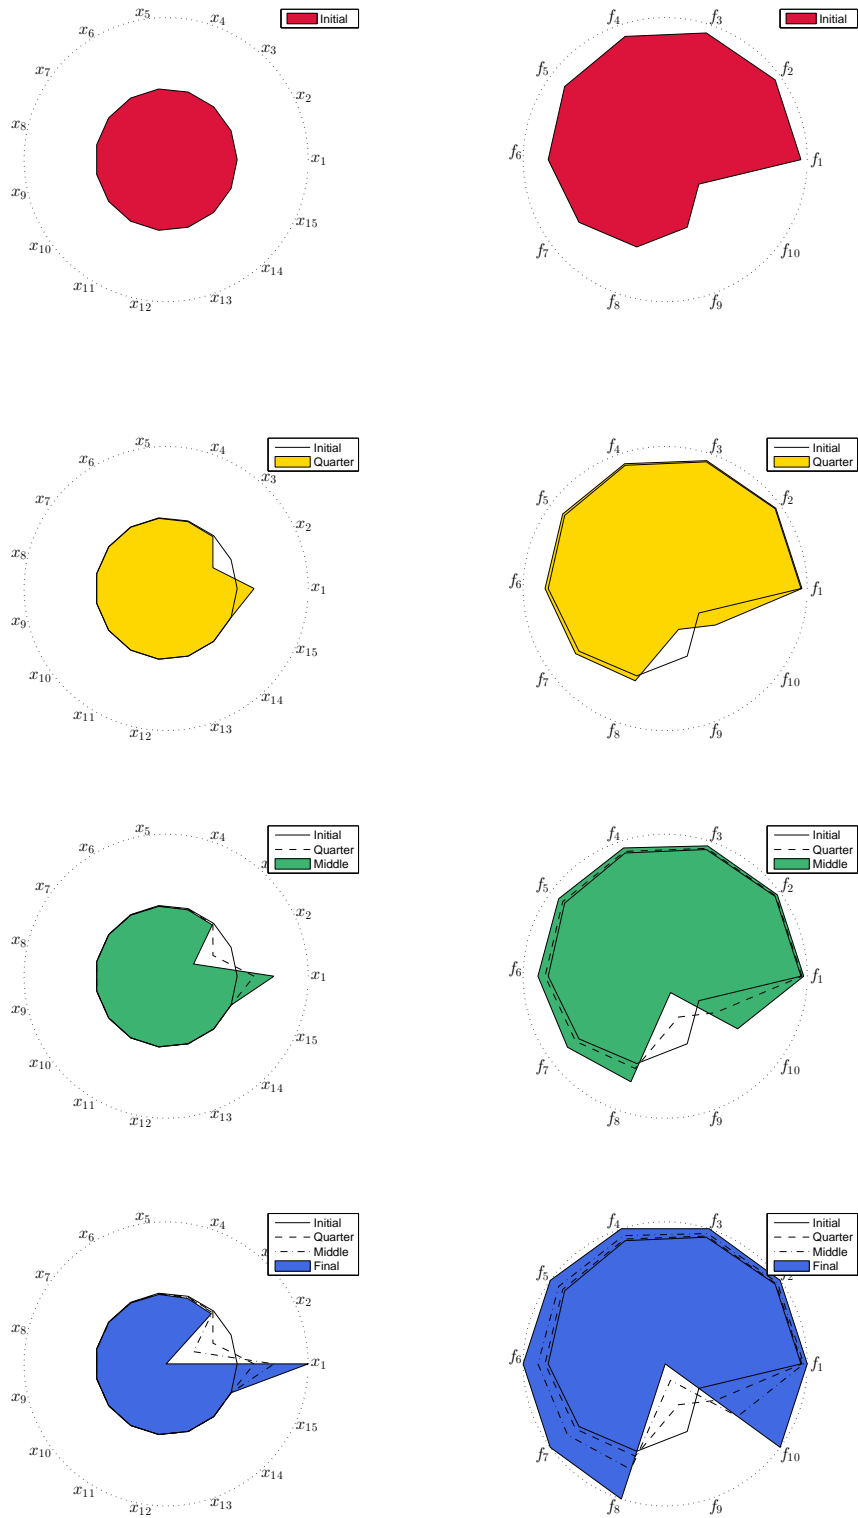 x5
x4
x6
x3
x7
x2
x8
x1
x9
x15
x10
x14
x11
x13
x12
Initial
f4
f3
f5
f2
f6
f1
f7
f10
f8
f9
Initial
x5
x4
x6
x3
x7
x2
x8
x1
x9
x15
x10
x14
x11
x13
x12
Initial
Quarter
f4
f3
f5
f2
f6
f1
f7
f10
f8
f9
Initial
Quarter
x5
x4
x6
x7
x2
x8
x1
x9
x15
x10
x14
x11
x13
x12
Initial
Quarter
Middle
f4
f3
f5
f2
f6
f1
f7
f10
f8
f9
Initial
Quarter
Middle
x5
x4
x6
x7
x2
x8
x1
x9
x15
x10
x14
x11
x13
x12
Initial
Quarter
Middle
Final
f4
f3
f5
f6
f1
f7
f10
f8
f9
Initial
Quarter
Middle
Final